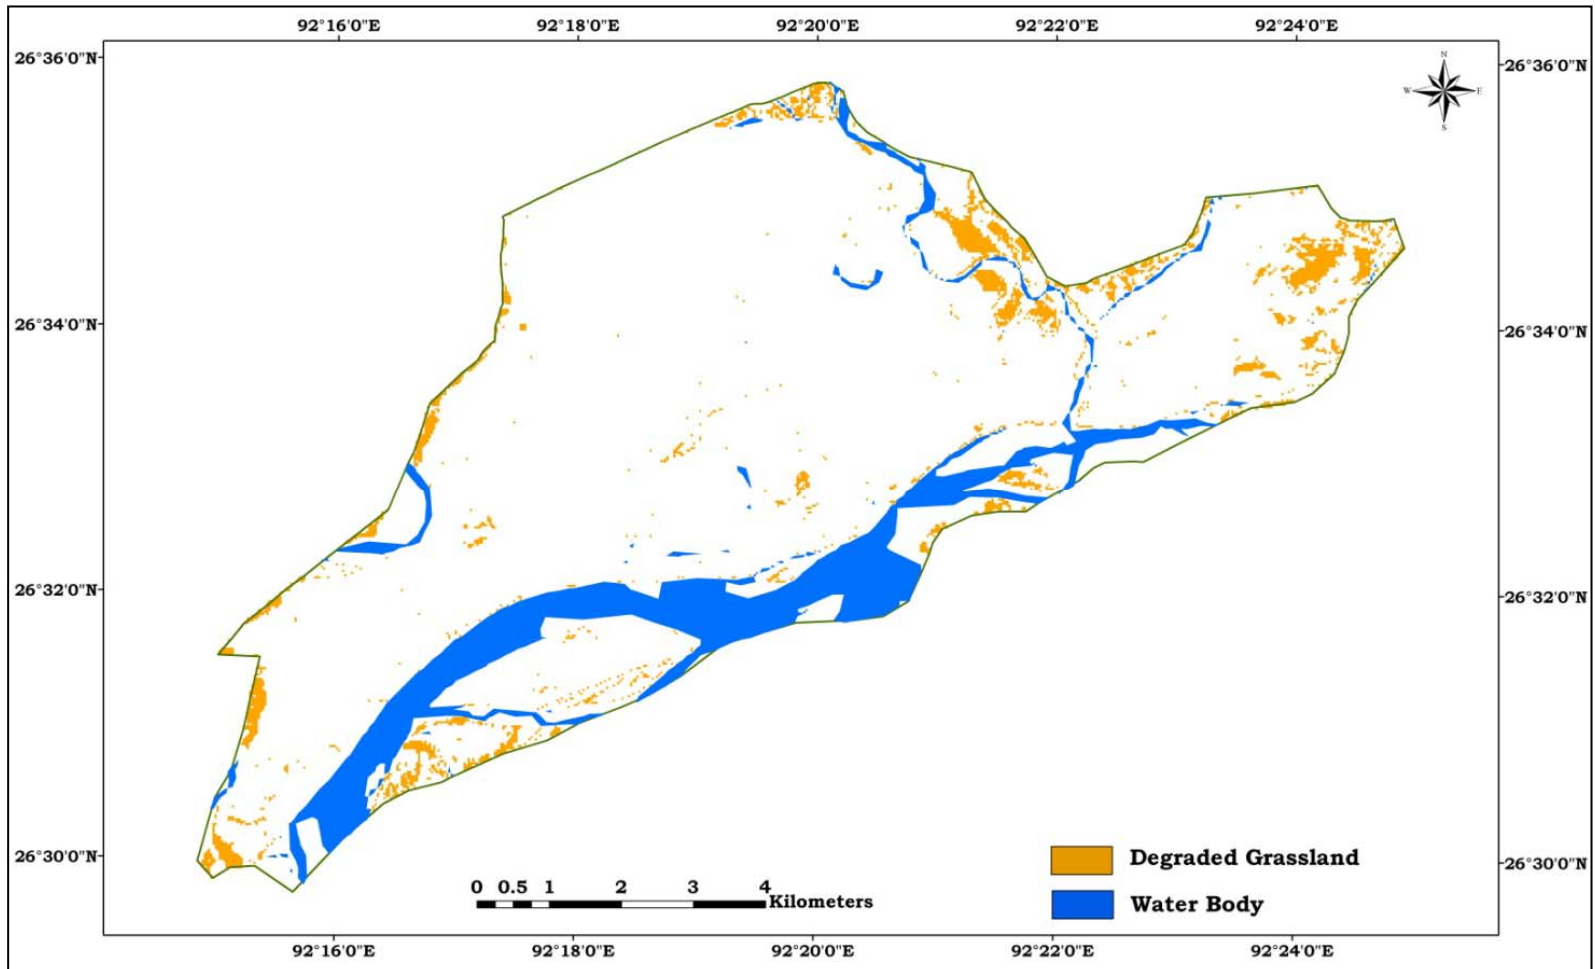 92°16'0"E 92°18'0"E 92°20'0"E 92°22'0"E 92°24'0"E
26°36'0"N 26°36'0"N
N
W E
S
26°34'0"N 26°34'0"N
26°32'0"N 26°32'0"N
26°30'0"N 26°30'0"N
Degraded Grassland
0 0.5 1 2 3 4
Kilometers
Water Body
92°16'0"E 92°18'0"E 92°20'0"E 92°22'0"E 92°24'0"E